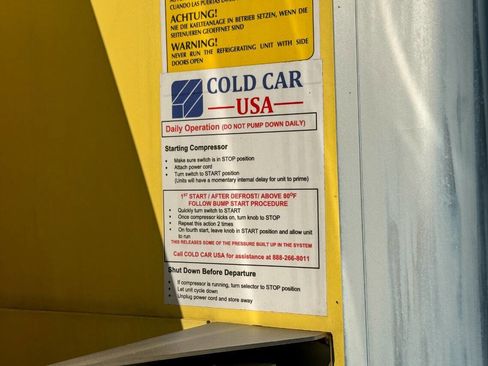 CUANDO LAS PUERTAS
ACHTUNG!
NIE DIE KAELTEANLAGE IN BETRIEB SETZEN, WENN DIE
SEITENUEREN GEOEFFNET SIND
WARNING!
NEVER RUN THE REFRIGERATING UNIT WITH SIDE
DOORS OPEN
COLD CAR
USA
Daily Operation (DO NOT PUMP DOWN DAILY)
Starting Compressor
• Make sure switch is in STOP position
• Attach power cord
• Turn switch to START position
(Units will have a momentary internal delay for unit to prime)
1ST START / AFTER DEFROST/ ABOVE 80ºF
FOLLOW BUMP START PROCEDURE
• Quickly turn switch to START
• Once compressor kicks on, turn knob to STOP
• Repeat this action 2 times
• On fourth start, leave knob in START position and allow unit
to run
THIS RELEASES SOME OF THE PRESSURE BUILT UP IN THE SYSTEM
Call COLD CAR USA for assistance at 888-266-8011
Shut Down Before Departure
• If compressor is running, turn selector to STOP position
• Let unit cycle down
• Unplug power cord and store away